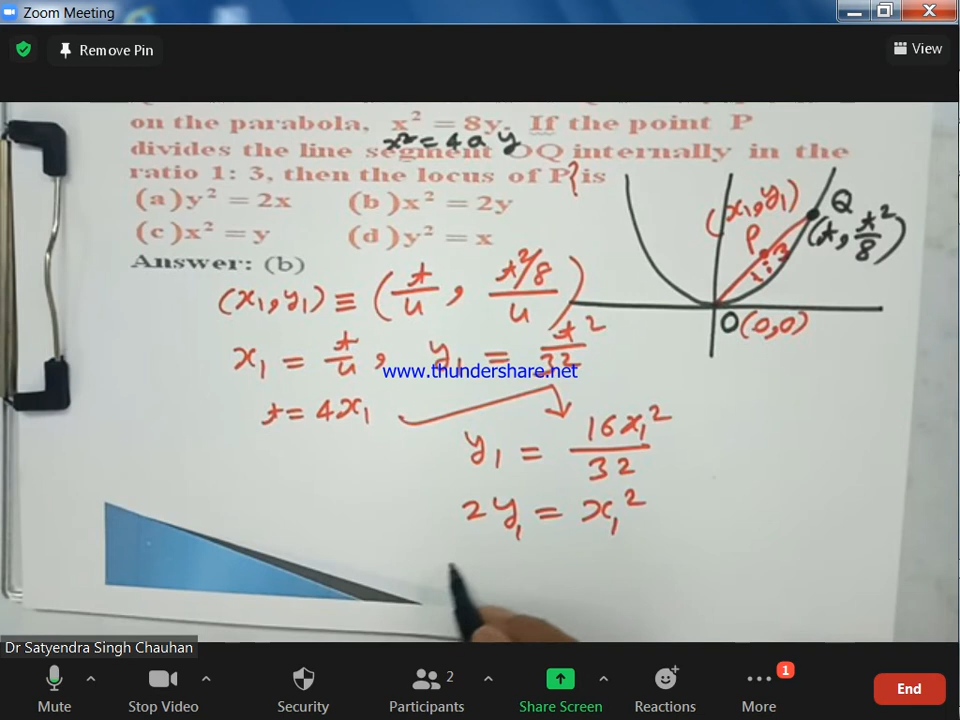 Zoom Meeting
Remove Pin
View
on the parabola, x² = 8y. If the point P
x² = 4ay
divides the line segment OQ internally in the
ratio 1: 3, then the locus of P is
(a) y² = 2x (b) x² = 2y
(c) x² = y (d) y² = x
Answer: (b)
(x₁, y₁)
Q
(t, t²/8)
P
1:3
O(0,0)
(x₁, y₁) ≡ (t/4, (t²/8)/4)
x₁ = t/4, y₁ = t²/32
www.thundershare.net
t = 4x₁
y₁ = 16x₁²/32
2y₁ = x₁²
Dr Satyendra Singh Chauhan
2
1
Mute
Stop Video
Security
Participants
Share Screen
Reactions
More
End